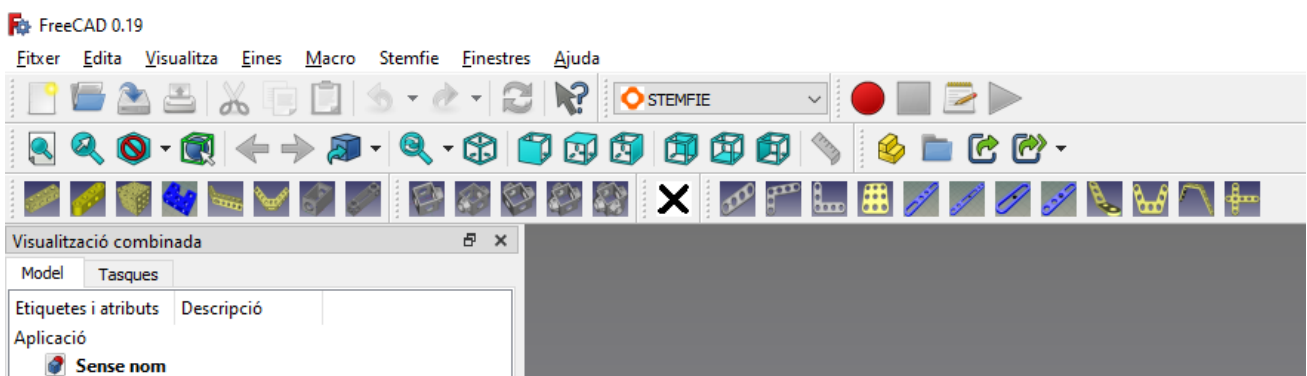 FreeCAD 0.19
Fitxer Edita Visualitza Eines Macro Stemfie Finestres Ajuda
STEMFIE
Visualització combinada
Model Tasques
Etiquetes i atributs Descripció
Aplicació
Sense nom